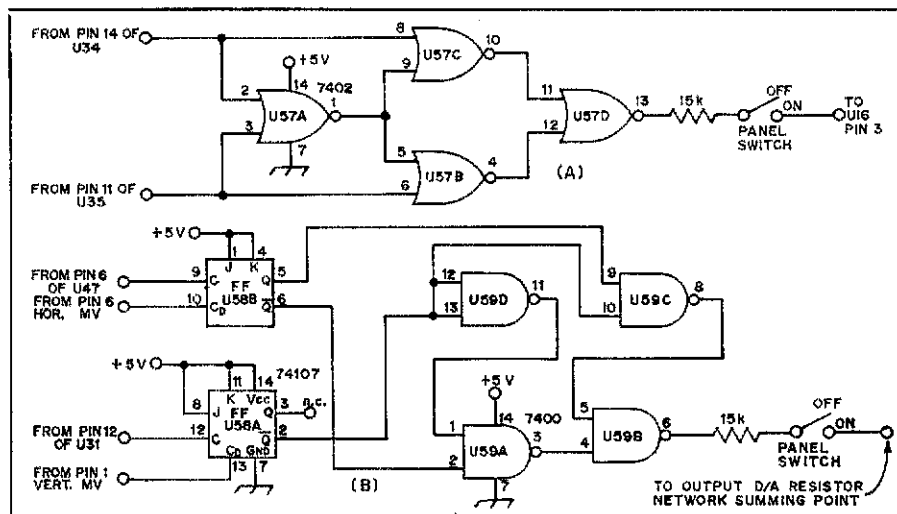 FROM PIN 14 OF
U34
8
U57C
10
9
+5V
14
7402
2
U57A
1
3
7
11
U57D
13
12
15k
OFF
ON
PANEL
SWITCH
TO
U16
PIN 3
5
U57B
4
6
(A)
FROM PIN 11 OF
U35
+5V
1
4
J
K
FROM PIN 6
OF U47
9
C
FF
Q
5
FROM PIN 6
HOR. MV
10
CD
U58B
Q
6
12
U59D
11
13
9
U59C
8
10
+5V
11
14
74107
K
VCC
8
J
FF
Q
3
n.c.
U58A
FROM PIN 12
OF U31
12
C
Q
2
CD
GND
13
7
FROM PIN 1
VERT. MV
(B)
+5V
14
7400
1
U59A
3
2
7
5
U59B
6
4
15k
OFF
ON
PANEL
SWITCH
TO OUTPUT D/A RESISTOR
NETWORK SUMMING POINT